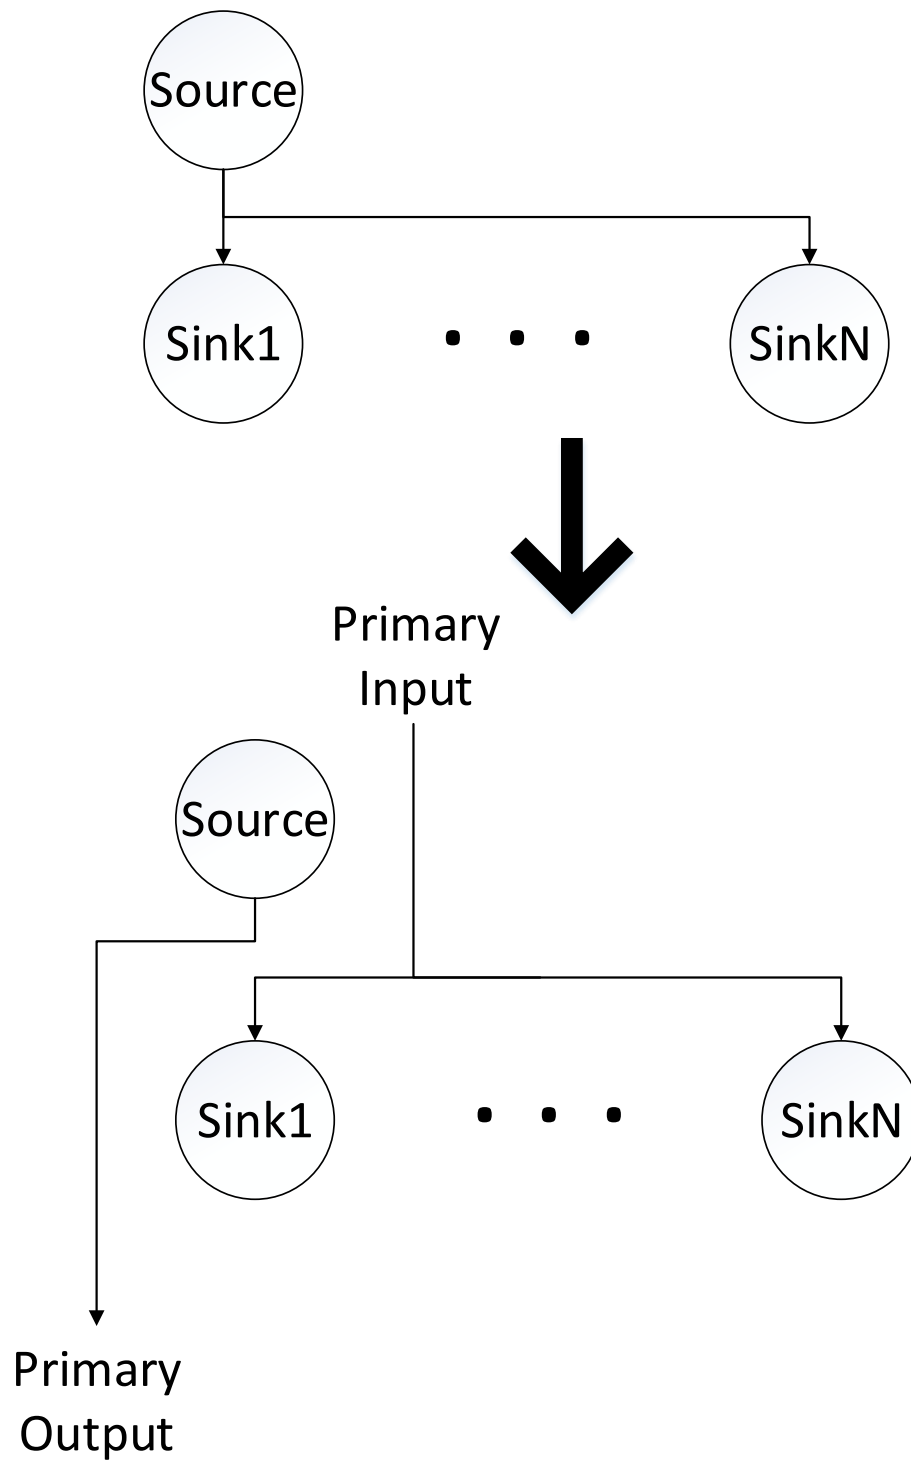 Source
Sink1
. . .
SinkN
Primary
Input
Source
Sink1
. . .
SinkN
Primary
Output